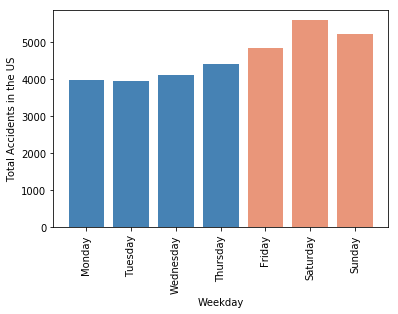 Total Accidents in the US
5000
4000
3000
2000
1000
0
Monday
Tuesday
Wednesday
Thursday
Friday
Saturday
Sunday
Weekday